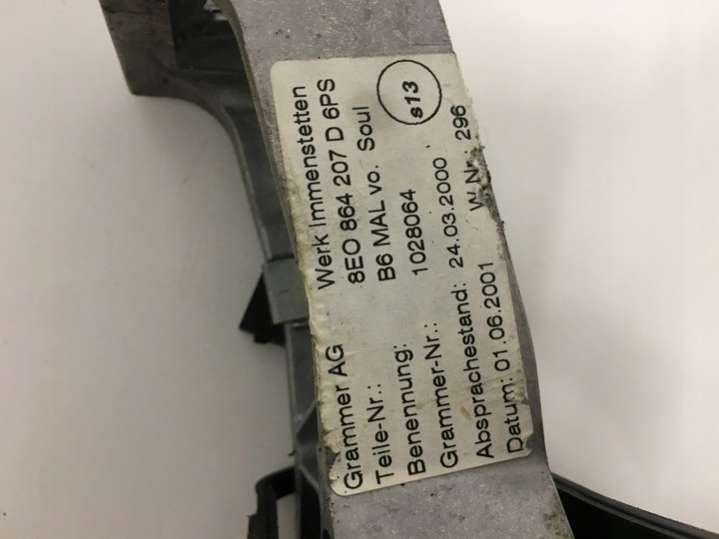 Grammer AG Werk Immenstetten
Teile-Nr.: 8EO 864 207 D 6PS
Benennung: B6 MAL vo. Soul
Grammer-Nr.: 1028064 s13
Absprachestand: 24.03.2000
Datum: 01.06.2001 W.Nr.: 296